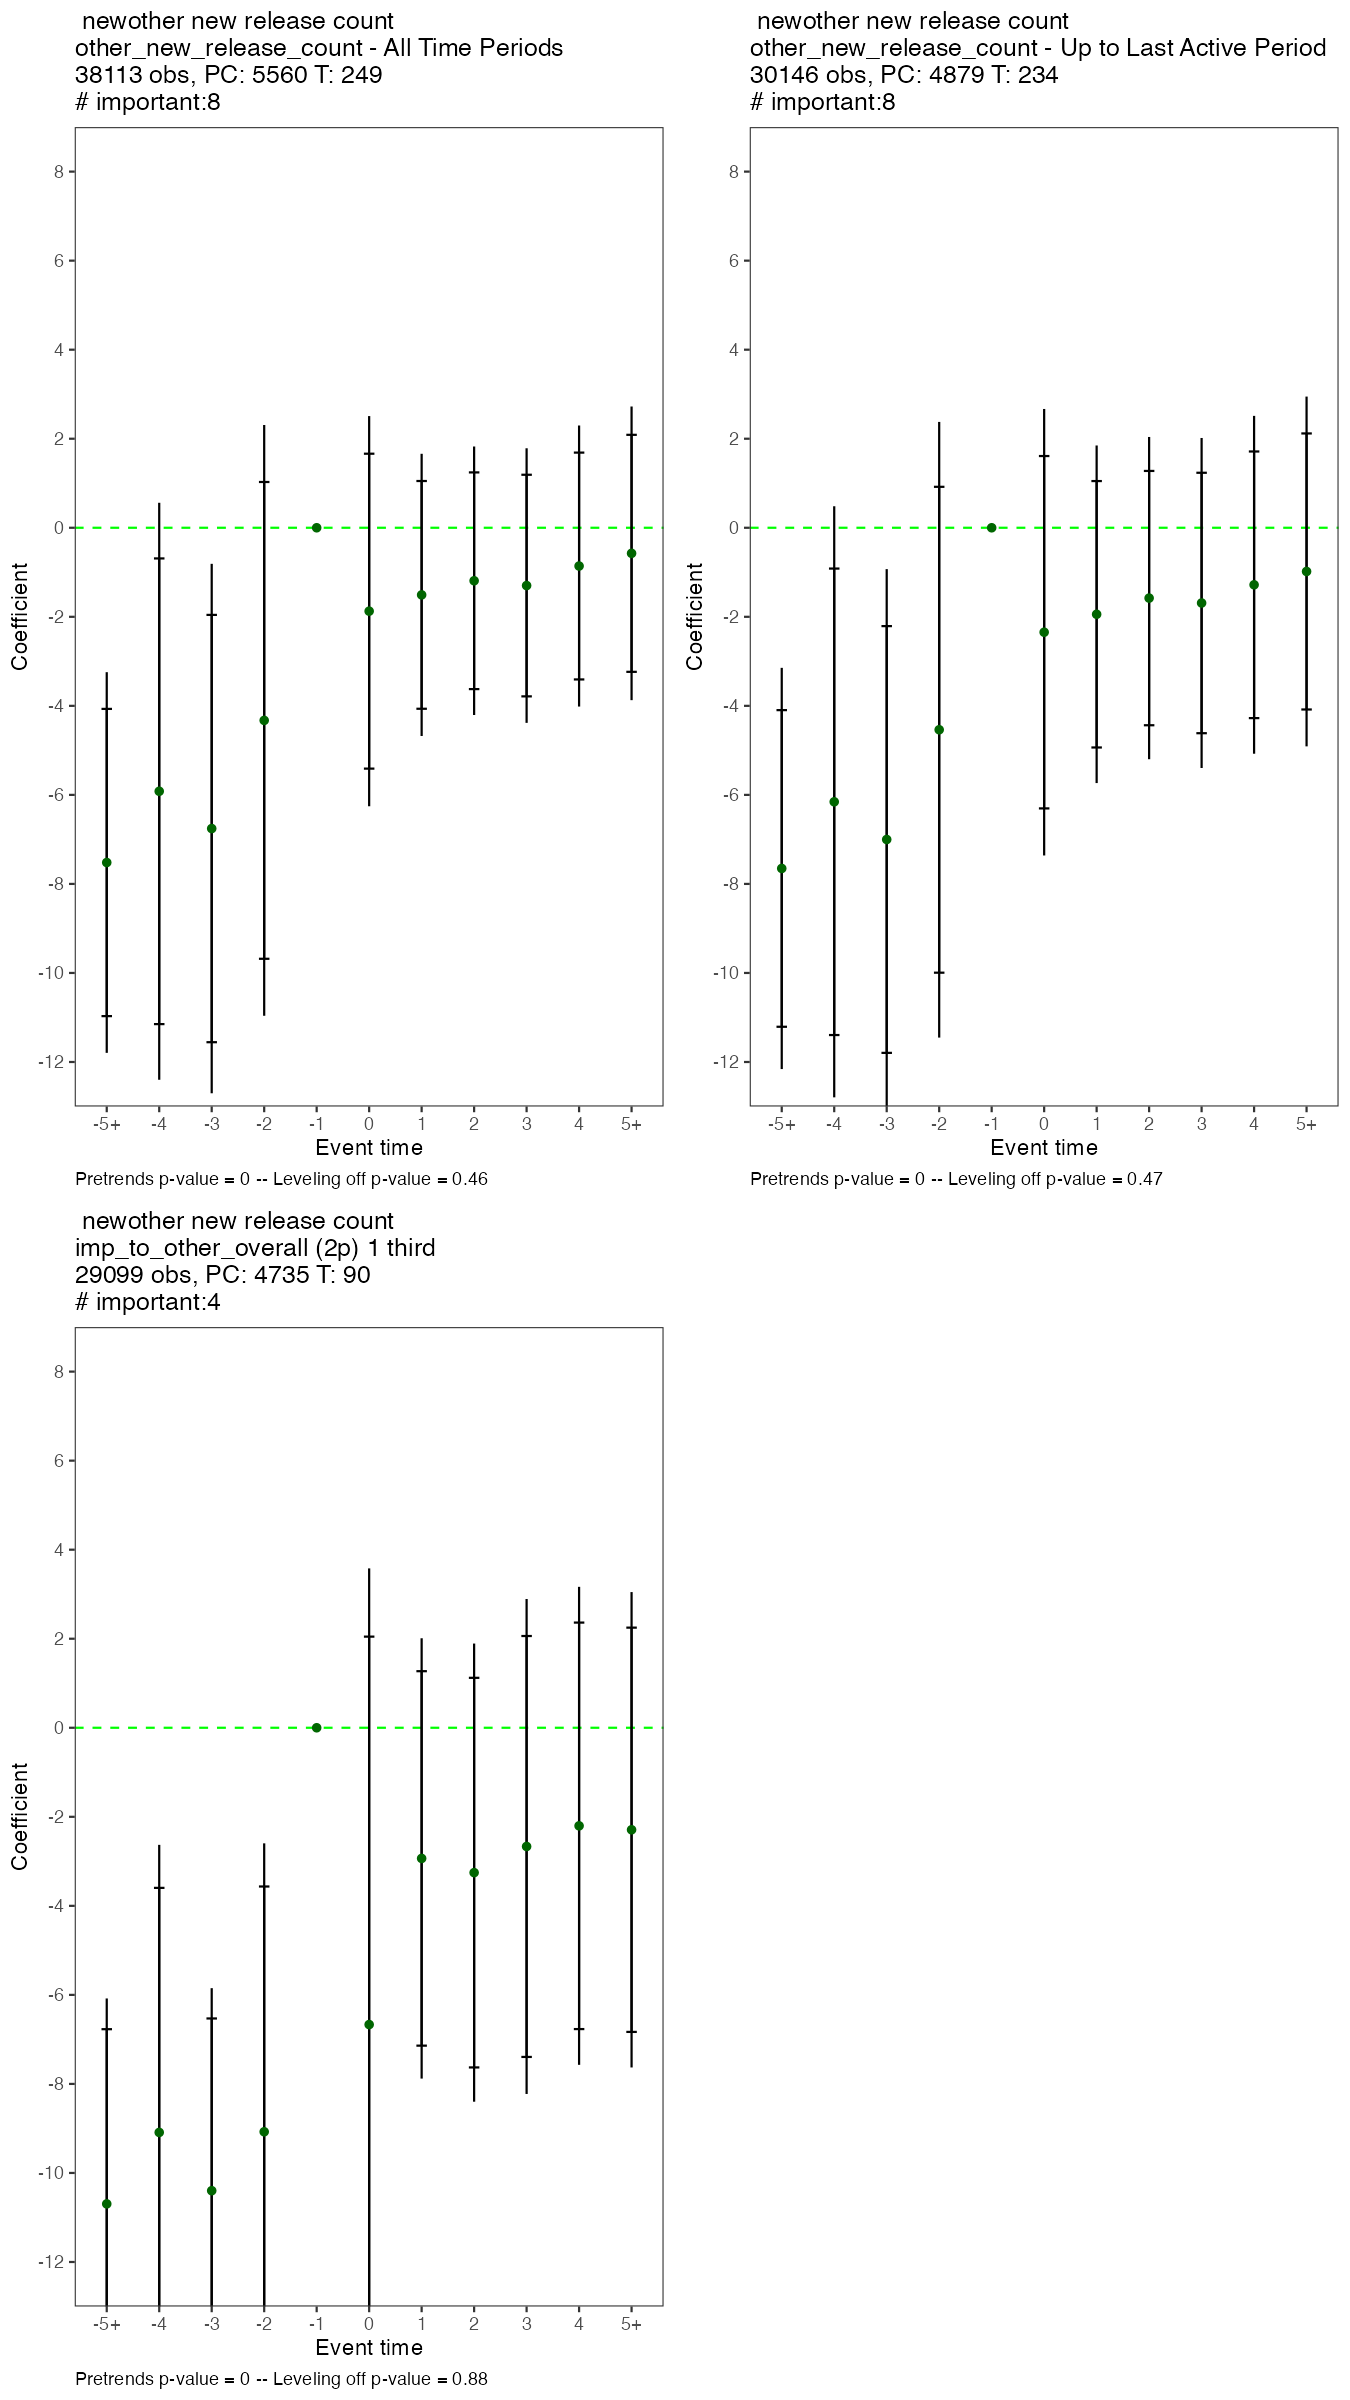 newother new release count
other_new_release_count - All Time Periods
38113 obs, PC: 5560 T: 249
# important:8
8
6
4
2
0
-2
-4
-6
-8
-10
-12
Coefficient
-5+ -4 -3 -2 -1 0 1 2 3 4 5+
Event time
Pretrends p-value = 0 -- Leveling off p-value = 0.46
newother new release count
other_new_release_count - Up to Last Active Period
30146 obs, PC: 4879 T: 234
# important:8
8
6
4
2
0
-2
-4
-6
-8
-10
-12
Coefficient
-5+ -4 -3 -2 -1 0 1 2 3 4 5+
Event time
Pretrends p-value = 0 -- Leveling off p-value = 0.47
newother new release count
imp_to_other_overall (2p) 1 third
29099 obs, PC: 4735 T: 90
# important:4
8
6
4
2
0
-2
-4
-6
-8
-10
-12
Coefficient
-5+ -4 -3 -2 -1 0 1 2 3 4 5+
Event time
Pretrends p-value = 0 -- Leveling off p-value = 0.88